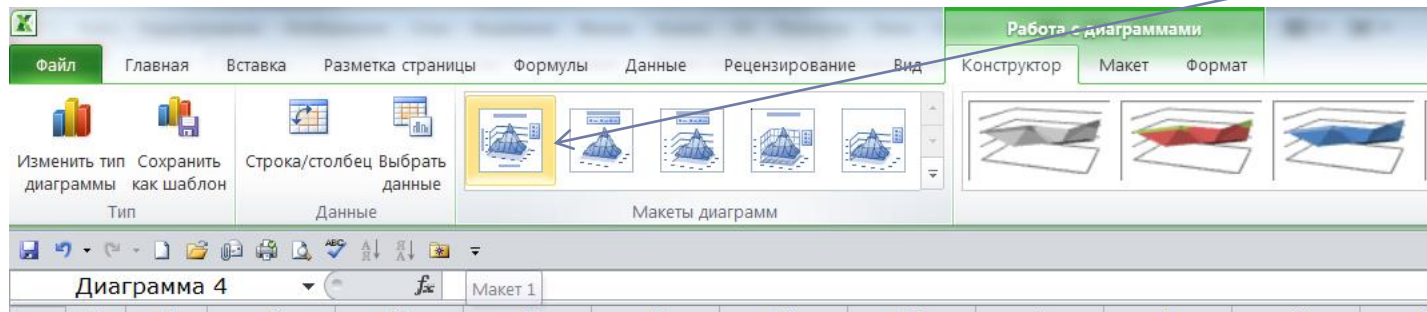 Работа с диаграммами
Файл Главная Вставка Разметка страницы Формулы Данные Рецензирование Вид Конструктор Макет Формат
Изменить тип Сохранить Строка/столбец Выбрать
диаграммы как шаблон данные
Тип Данные Макеты диаграмм
Диаграмма 4 fx Макет 1